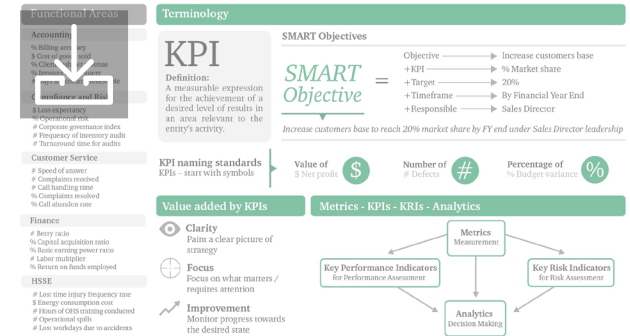 Functional Areas
Accounting
% Billing accuracy
$ Cost of goods sold
% Client
Compliance and Risk
$ Loss expectancy
% Operational risk
# Corporate governance index
# Frequency of inventory audit
# Turnaround time for audits
Customer Service
# Speed of answer
# Complaints received
# Call handling time
% Complaints resolved
% Call abandon rate
Finance
# Berry ratio
% Capital acquisition ratio
% Basic earning power ratio
# Labor multiplier
% Return on funds employed
HSSE
# Lost time injury frequency rate
$ Energy consumption cost
# Hours of OHS training conducted
# Operational spills
# Lost workdays due to accidents
Terminology
KPI
Definition:
A measurable expression
for the achievement of a
desired level of results in
an area relevant to the
entity's activity.
SMART Objectives
SMART
Objective
=
Objective Increase customers base
+KPI % Market share
+Target 20%
+Timeframe By Financial Year End
+Responsible Sales Director
Increase customers base to reach 20% market share by FY end under Sales Director leadership
KPI naming standards
KPIs – start with symbols
Value of
$ Net profit
$
Number of
# Defects
#
Percentage of
% Budget variance
%
Value added by KPIs
Clarity
Paint a clear picture of
strategy
Focus
Focus on what matters /
requires attention
Improvement
Monitor progress towards
the desired state
Metrics - KPIs - KRIs - Analytics
Metrics
Measurement
Key Performance Indicators
for Performance Assessment
Key Risk Indicators
for Risk Assessment
Analytics
Decision Making